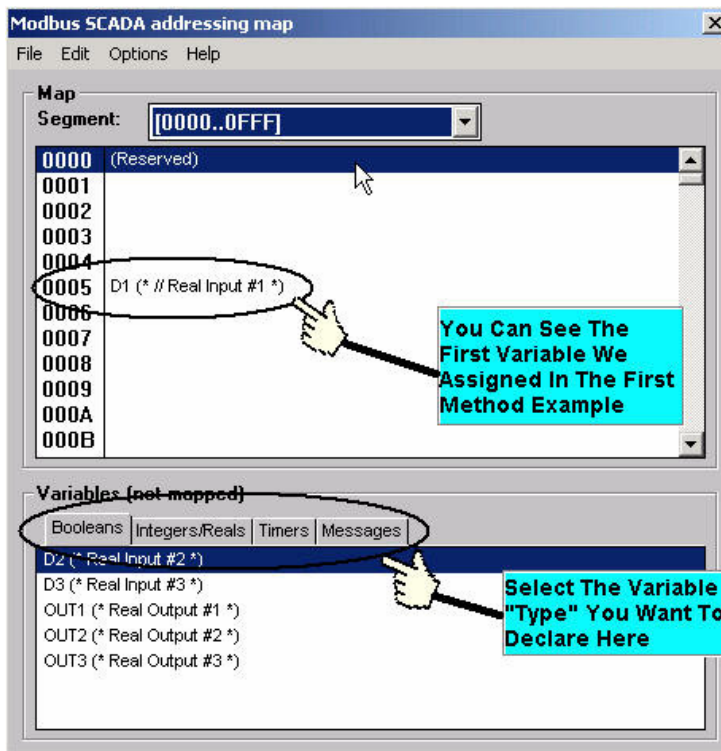 Modbus SCADA addressing map
File Edit Options Help
Map
Segment: [0000..0FFF]
0000 (Reserved)
0001
0002
0003
0004
0005 D1 (* // Real Input #1 *)
0006
0007
0008
0009
000A
000B
You Can See The
First Variable We
Assigned In The First
Method Example
Variables (not mapped)
Booleans Integers/Reals Timers Messages
D2 (* Real Input #2 *)
D3 (* Real Input #3 *)
OUT1 (* Real Output #1 *)
OUT2 (* Real Output #2 *)
OUT3 (* Real Output #3 *)
Select The Variable
"Type" You Want To
Declare Here